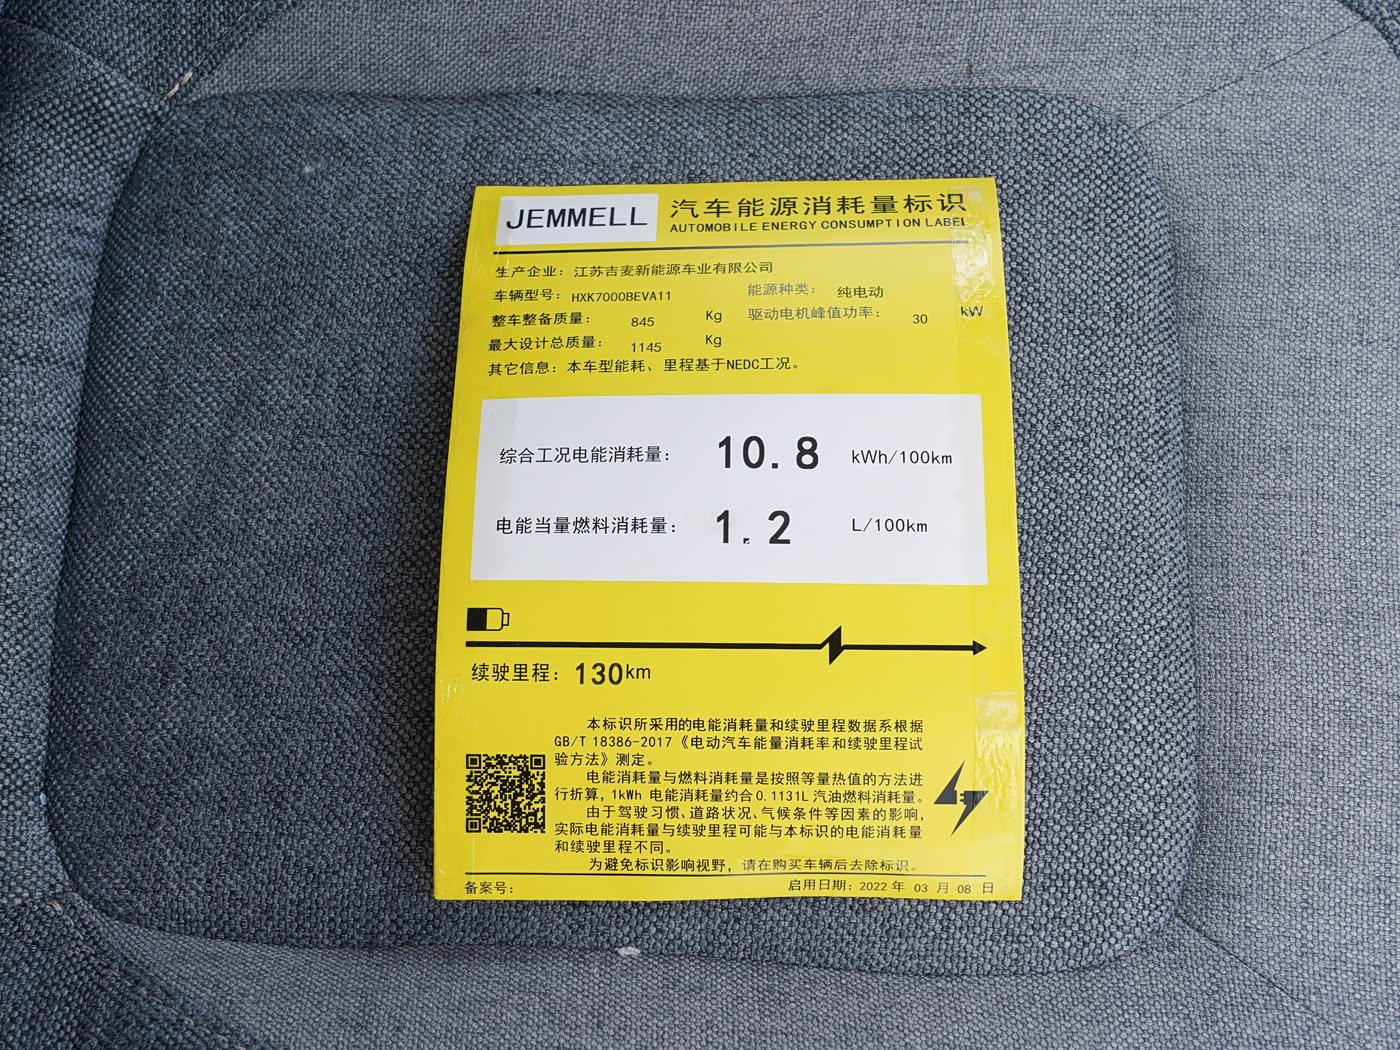 JEMMELL
汽车能源消耗量标识
AUTOMOBILE ENERGY CONSUMPTION LABEL
生产企业：江苏吉麦新能源车业有限公司
车辆型号：HXK7000BEVA11 能源种类： 纯电动
整车整备质量： 845 Kg 驱动电机峰值功率： 30 kW
最大设计总质量： 1145 Kg
其它信息：本车型能耗、里程基于NEDC工况。
综合工况电能消耗量： 10.8 kWh/100km
电能当量燃料消耗量： 1.2 L/100km
续驶里程：130km
本标识所采用的电能消耗量和续驶里程数据系根据
GB/T 18386-2017《电动汽车能量消耗率和续驶里程试
验方法》测定。
电能消耗量与燃料消耗量是按照等量热值的方法进
行折算，1kWh 电能消耗量约合0.1131L 汽油燃料消耗量。
由于驾驶习惯、道路状况、气候条件等因素的影响，
实际电能消耗量与续驶里程可能与本标识的电能消耗量
和续驶里程不同。
为避免标识影响视野，请在购买车辆后去除标识。
备案号： 启用日期：2022 年 03 月 08 日